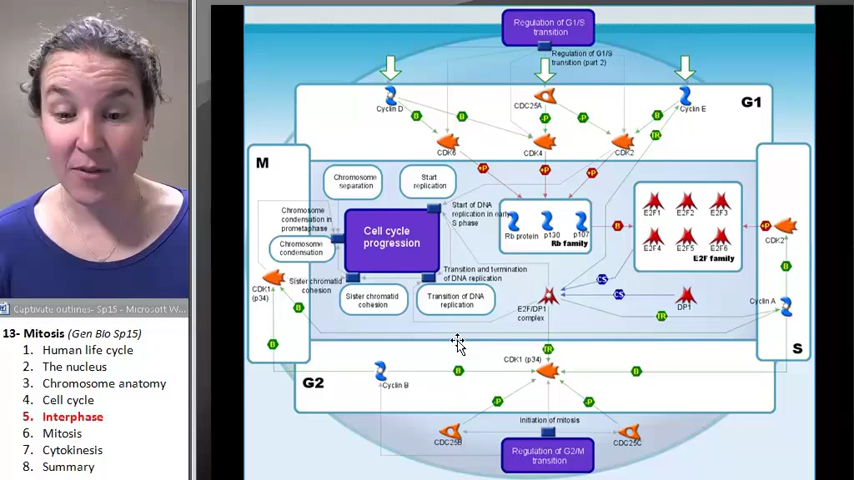 Regulation of G1/S
transition
Regulation of G1/S
transition (part 2)
G1
Cyclin D
CDC25A
Cyclin E
B
B
-P
-P
B
TR
CDK6
CDK4
CDK2
+P
+P
+P
M
Chromosome
separation
Start
replication
Chromosome
condensation in
prometaphase
Chromosome
condensation
Cell cycle
progression
Start of DNA
replication in early
S phase
Rb protein
p130
p107
Rb family
B
E2F1
E2F2
E2F3
E2F4
E2F5
E2F6
E2F family
+P
CDK2
B
Cyclin A
S
CDK1
(p34)
B
B
Sister chromatid
cohesion
Sister chromatid
cohesion
Transition and termination
of DNA replication
Transition of DNA
replication
CS
CS
E2F/DP1
complex
DP1
TR
TR
G2
CDK1 (p34)
Cyclin B
B
B
-P
-P
Initiation of mitosis
CDC25B
CDC25C
Regulation of G2/M
transition
Captivate outlines- Sp15 - Microsoft W...
13- Mitosis (Gen Bio Sp15)
1. Human life cycle
2. The nucleus
3. Chromosome anatomy
4. Cell cycle
5. Interphase
6. Mitosis
7. Cytokinesis
8. Summary